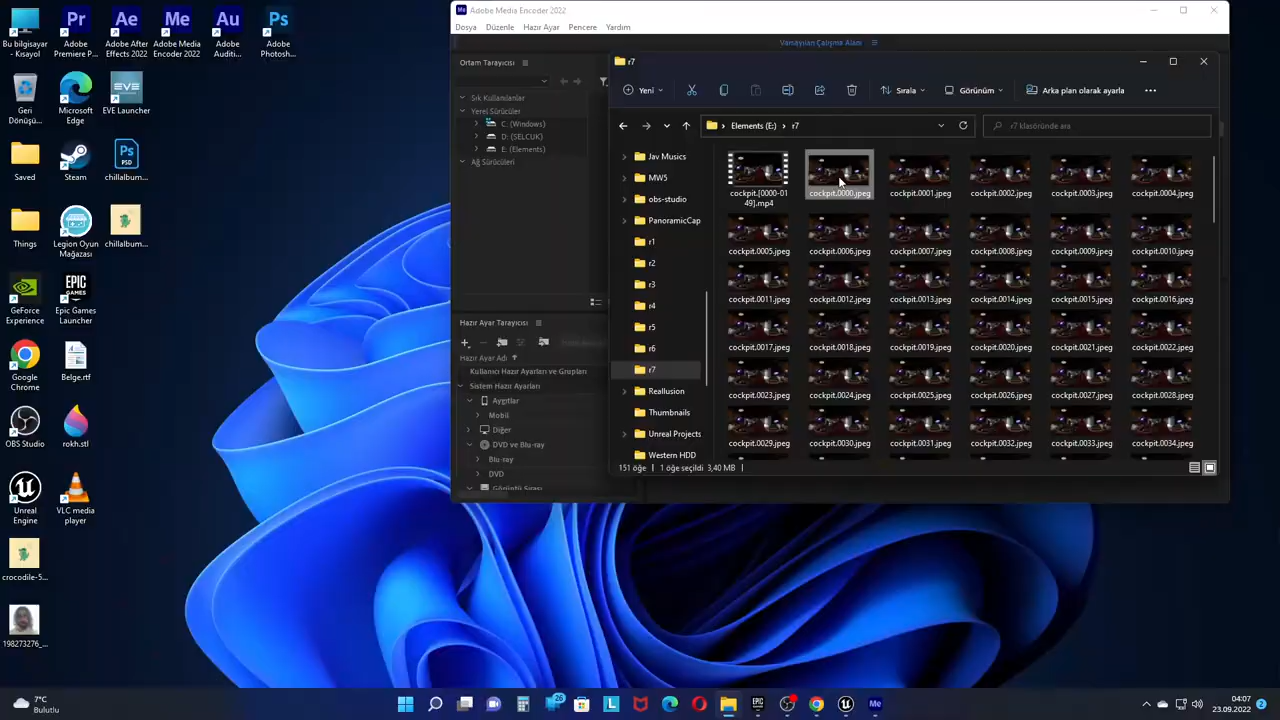 Adobe Media Encoder 2022
Dosya Düzenle Hazır Ayar Pencere Yardım
Varsayılan Çalışma Alanı
Ortam Tarayıcısı
Sık Kullanılanlar
Yerel Sürücüler
C: (Windows)
D: (SELCUK)
E: (Elements)
Ağ Sürücüleri
Hazır Ayar Tarayıcısı
Hazır Ayar Adı
Kullanıcı Hazır Ayarları ve Grupları
Sistem Hazır Ayarları
Aygıtlar
Mobil
Diğer
DVD ve Blu-ray
Blu-ray
DVD
Görüntü Sırası
r7
Yeni
Sırala
Görünüm
Arka plan olarak ayarla
Elements (E:) > r7
r7 klasöründe ara
Jav Musics
MW5
obs-studio
PanoramicCap
r1
r2
r3
r4
r5
r6
r7
Reallusion
Thumbnails
Unreal Projects
Western HDD
cockpit.[0000-01
49].mp4
cockpit.0000.jpeg
cockpit.0001.jpeg
cockpit.0002.jpeg
cockpit.0003.jpeg
cockpit.0004.jpeg
cockpit.0005.jpeg
cockpit.0006.jpeg
cockpit.0007.jpeg
cockpit.0008.jpeg
cockpit.0009.jpeg
cockpit.0010.jpeg
cockpit.0011.jpeg
cockpit.0012.jpeg
cockpit.0013.jpeg
cockpit.0014.jpeg
cockpit.0015.jpeg
cockpit.0016.jpeg
cockpit.0017.jpeg
cockpit.0018.jpeg
cockpit.0019.jpeg
cockpit.0020.jpeg
cockpit.0021.jpeg
cockpit.0022.jpeg
cockpit.0023.jpeg
cockpit.0024.jpeg
cockpit.0025.jpeg
cockpit.0026.jpeg
cockpit.0027.jpeg
cockpit.0028.jpeg
cockpit.0029.jpeg
cockpit.0030.jpeg
cockpit.0031.jpeg
cockpit.0032.jpeg
cockpit.0033.jpeg
cockpit.0034.jpeg
151 öğe
1 öğe seçildi 3,40 MB
Bu bilgisayar
- Kısayol
Adobe
Premiere P...
Adobe After
Effects 2022
Adobe Media
Encoder 2022
Adobe
Auditi...
Adobe
Photosh...
Geri
Dönüşü...
Microsoft
Edge
EVE Launcher
Saved
Steam
chillalbum...
Things
Legion Oyun
Mağazası
chillalbum...
GeForce
Experience
Epic Games
Launcher
Google
Chrome
Belge.rtf
OBS Studio
rokh.stl
Unreal
Engine
VLC media
player
crocodile-5...
198273276_...
7°C
Bulutlu
26
04:07
23.09.2022
2